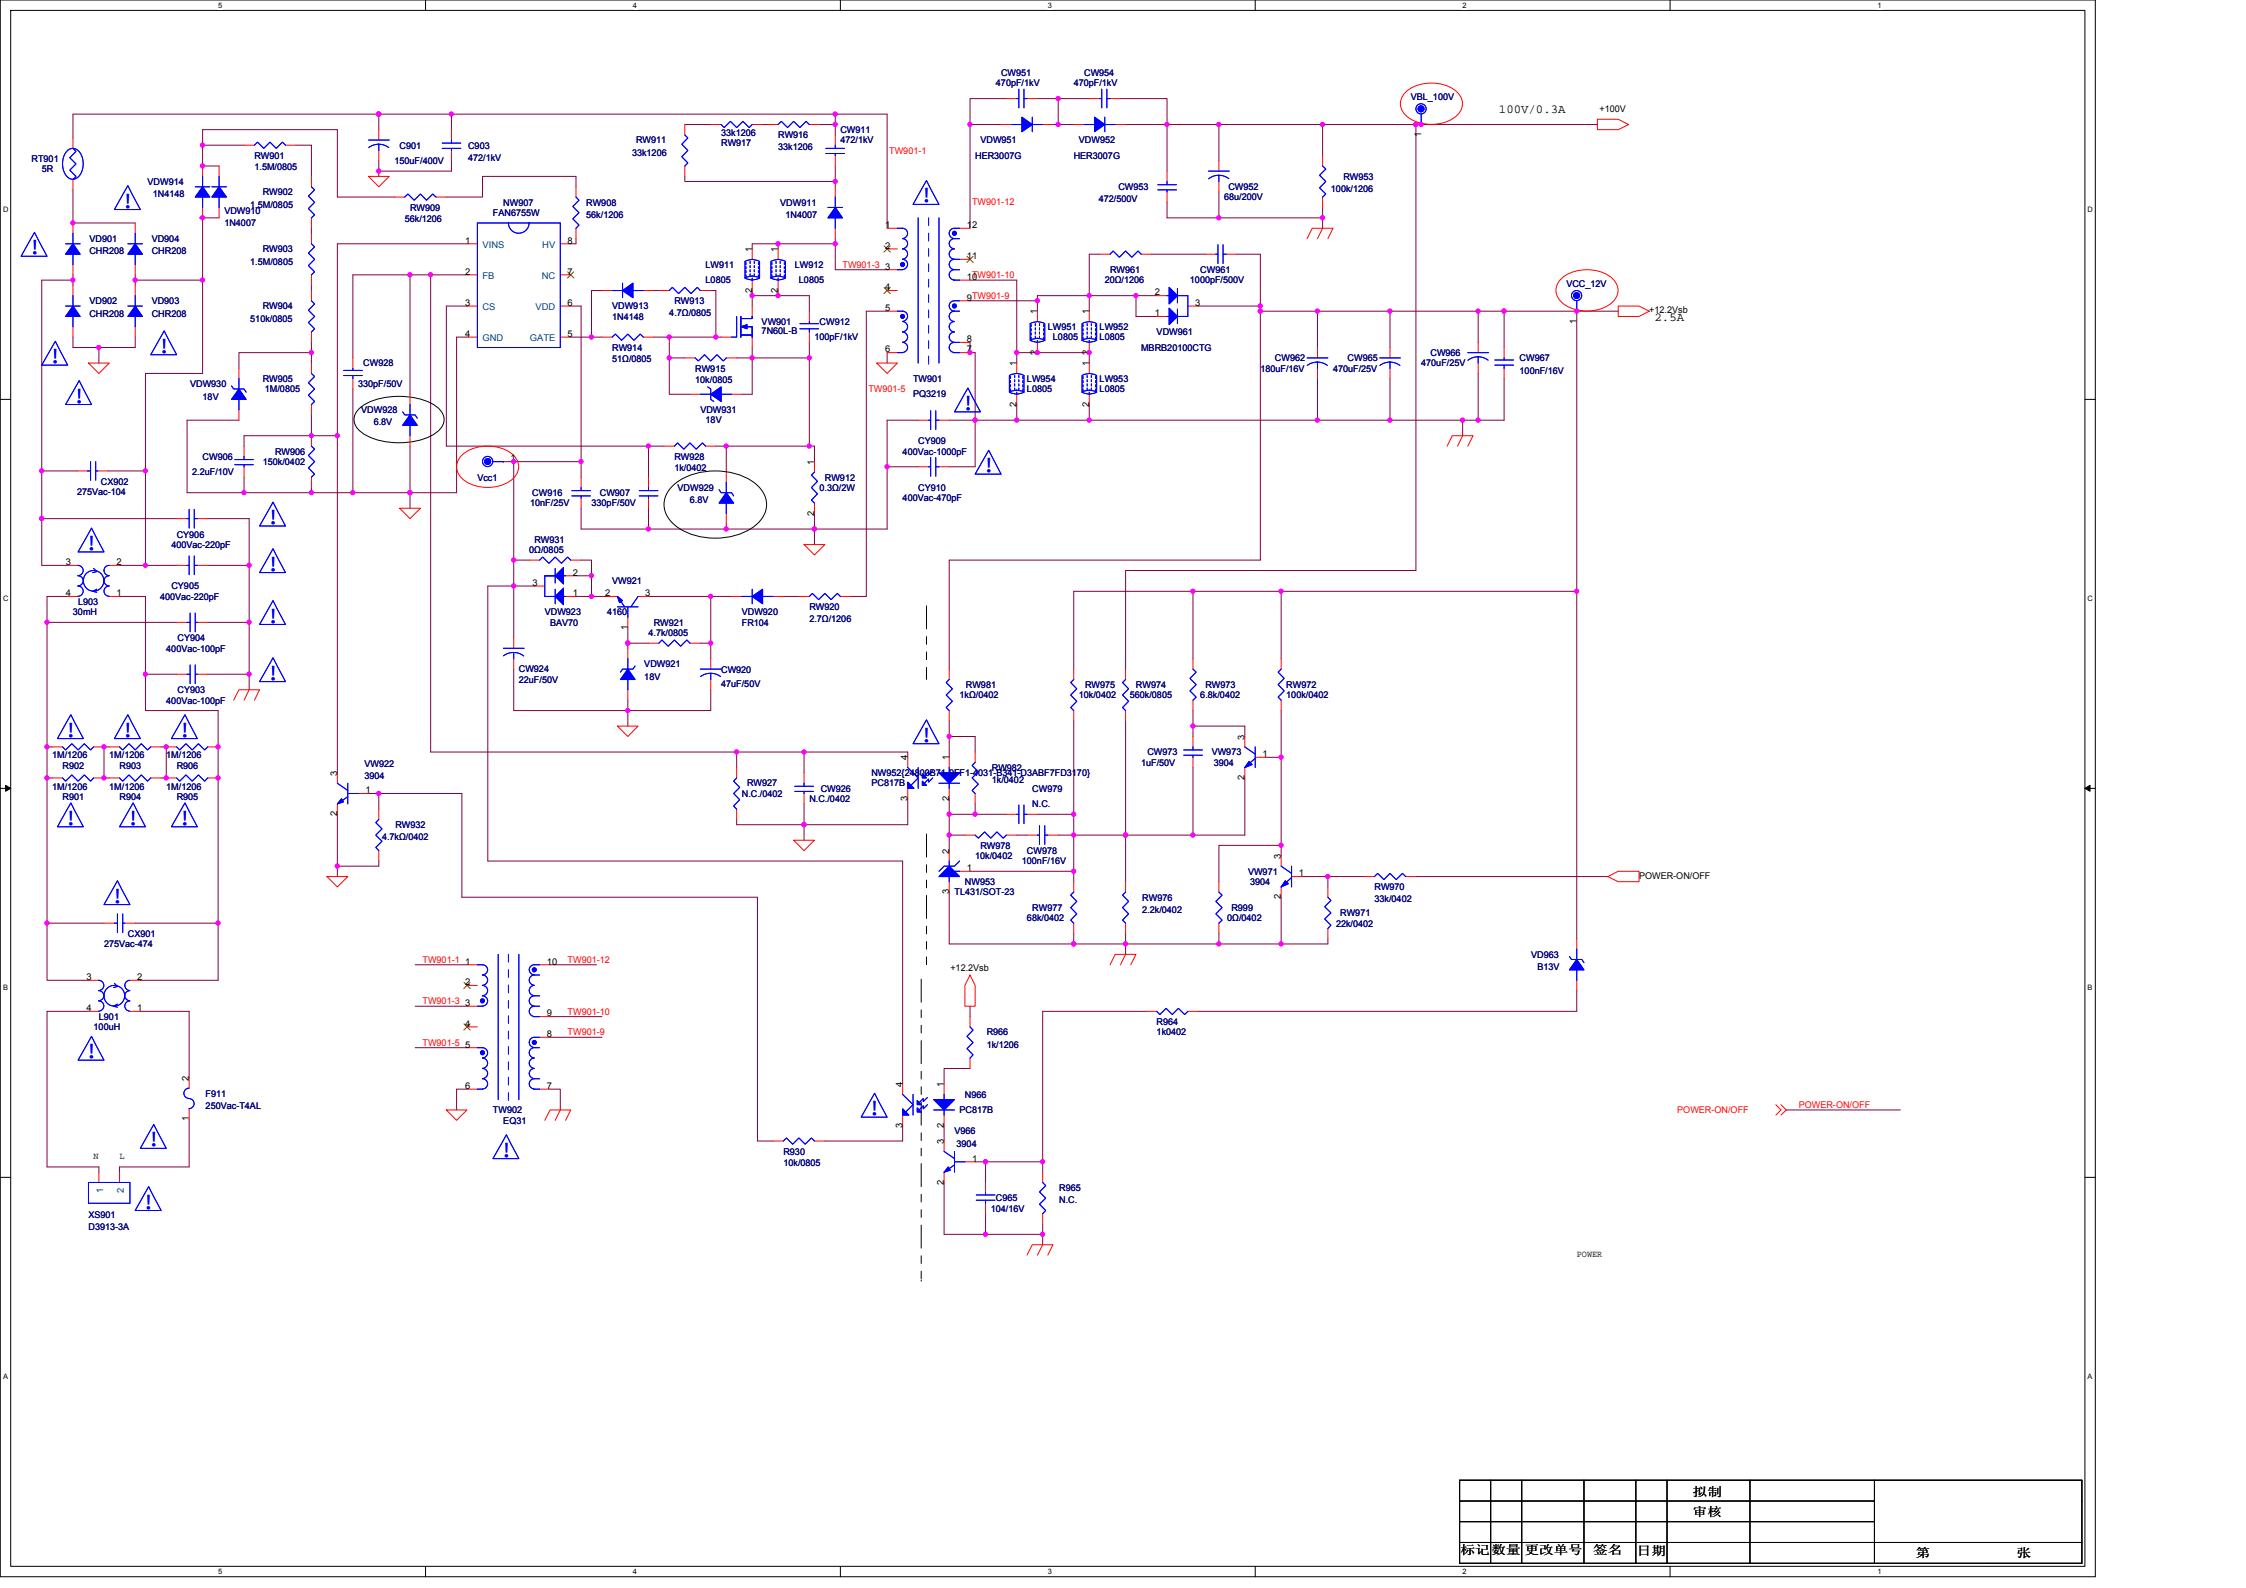 5
4
3
2
1
D
C
B
A
RT901
5R
VDW914
1N4148
VDW910
1N4007
VD901
CHR208
VD904
CHR208
VD902
CHR208
VD903
CHR208
RW901
1.5M/0805
RW902
1.5M/0805
RW903
1.5M/0805
RW904
510k/0805
RW905
1M/0805
RW906
150k/0402
VDW930
18V
CW906
2.2uF/10V
CX902
275Vac-104
C901
150uF/400V
C903
472/1kV
RW909
56k/1206
RW908
56k/1206
NW907
FAN6755W
1 VINS
2 FB
3 CS
4 GND
HV 8
NC 7
VDD 6
GATE 5
CW928
330pF/50V
VDW928
6.8V
Vcc1
RW911
33k1206
33k1206
RW917
RW916
33k1206
CW911
472/1kV
VDW911
1N4007
LW911
L0805
LW912
L0805
VDW913
1N4148
RW913
4.7Ω/0805
RW914
51Ω/0805
VW901
7N60L-B
CW912
100pF/1kV
RW915
10k/0805
VDW931
18V
RW928
1k/0402
VDW929
6.8V
CW916
10nF/25V
CW907
330pF/50V
RW912
0.3Ω/2W
TW901-1
TW901-3
TW901-5
TW901-12
TW901-10
TW901-9
TW901
PQ3219
CY909
400Vac-1000pF
CY910
400Vac-470pF
CW951
470pF/1kV
CW954
470pF/1kV
VDW951
HER3007G
VDW952
HER3007G
CW953
472/500V
CW952
68u/200V
RW953
100k/1206
VBL_100V
100V/0.3A
+100V
RW961
20Ω/1206
CW961
1000pF/500V
LW951
L0805
LW952
L0805
LW954
L0805
LW953
L0805
VDW961
MBRB20100CTG
CW962
180uF/16V
CW965
470uF/25V
CW966
470uF/25V
CW967
100nF/16V
VCC_12V
+12.2Vsb
2.5A
CY906
400Vac-220pF
CY905
400Vac-220pF
CY904
400Vac-100pF
CY903
400Vac-100pF
L903
30mH
1M/1206
R902
1M/1206
R903
1M/1206
R906
1M/1206
R901
1M/1206
R904
1M/1206
R905
CX901
275Vac-474
L901
100uH
F911
250Vac-T4AL
N L
1 2
XS901
D3913-3A
RW931
0Ω/0805
VDW923
BAV70
VW921
4160
VDW920
FR104
RW920
2.7Ω/1206
RW921
4.7k/0805
VDW921
18V
CW924
22uF/50V
CW920
47uF/50V
VW922
3904
RW932
4.7kΩ/0402
RW927
N.C./0402
CW926
N.C./0402
PC817B
RW981
1kΩ/0402
RW982
1k/0402
CW979
N.C.
RW978
10k/0402
CW978
100nF/16V
NW953
TL431/SOT-23
RW975
10k/0402
RW974
560k/0805
RW973
6.8k/0402
RW972
100k/0402
CW973
1uF/50V
VW973
3904
VW971
3904
RW977
68k/0402
RW976
2.2k/0402
R999
0Ω/0402
RW971
22k/0402
RW970
33k/0402
POWER-ON/OFF
VD963
B13V
R964
1k0402
+12.2Vsb
R966
1k/1206
N966
PC817B
V966
3904
C965
104/16V
R965
N.C.
R930
10k/0805
TW901-1
TW901-3
TW901-5
TW901-12
TW901-10
TW901-9
TW902
EQ31
POWER-ON/OFF
POWER-ON/OFF
POWER
拟制
审核
标记 数量 更改单号 签名 日期
第 张